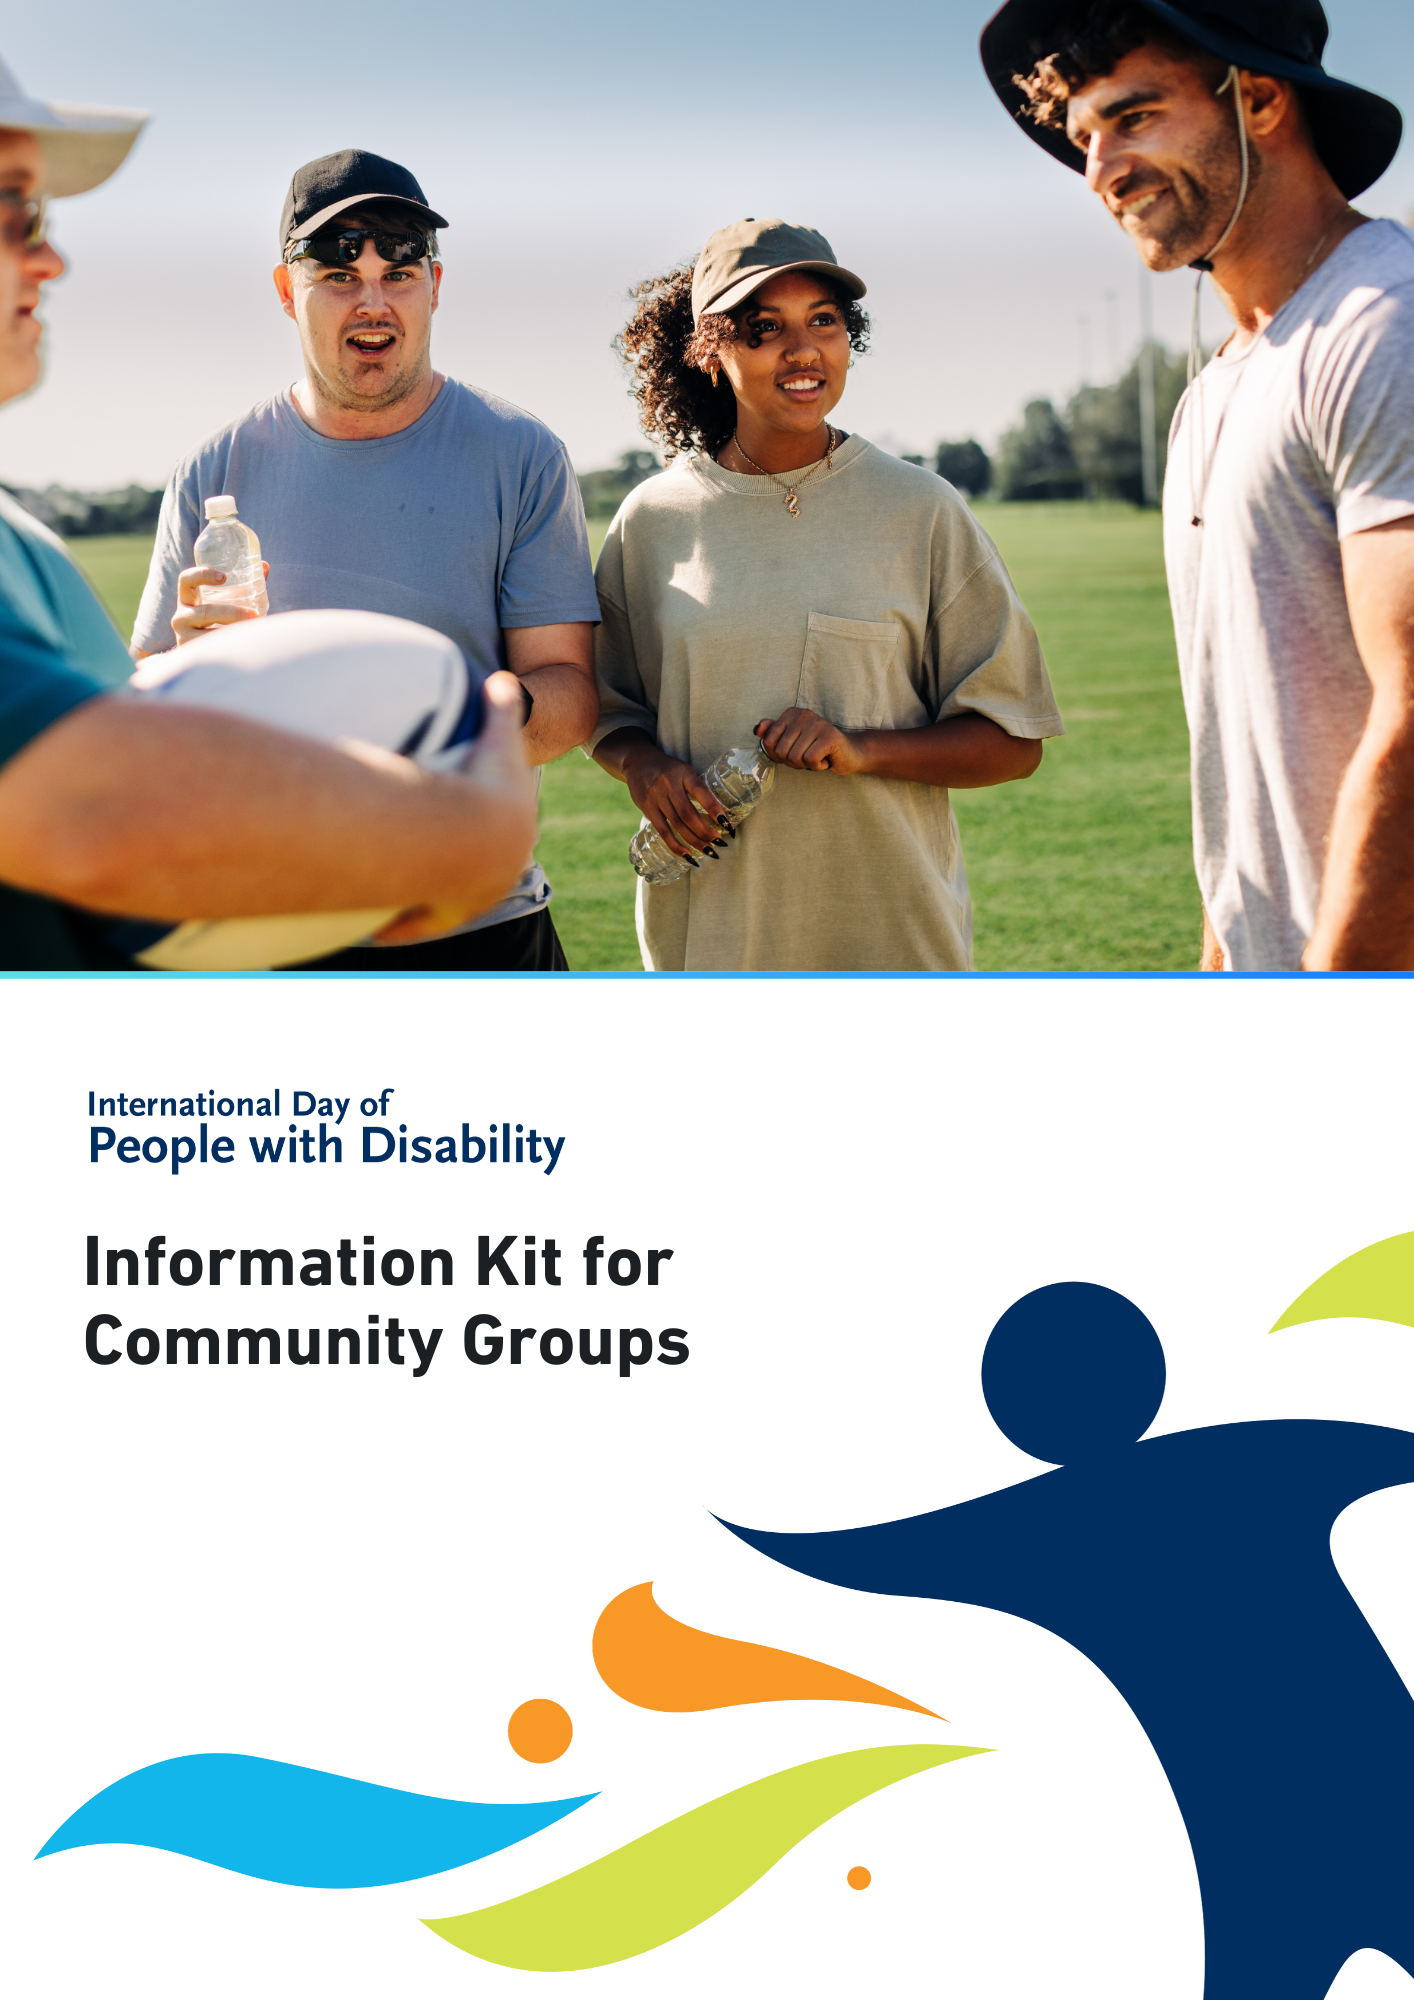 International Day of
People with Disability
Information Kit for
Community Groups